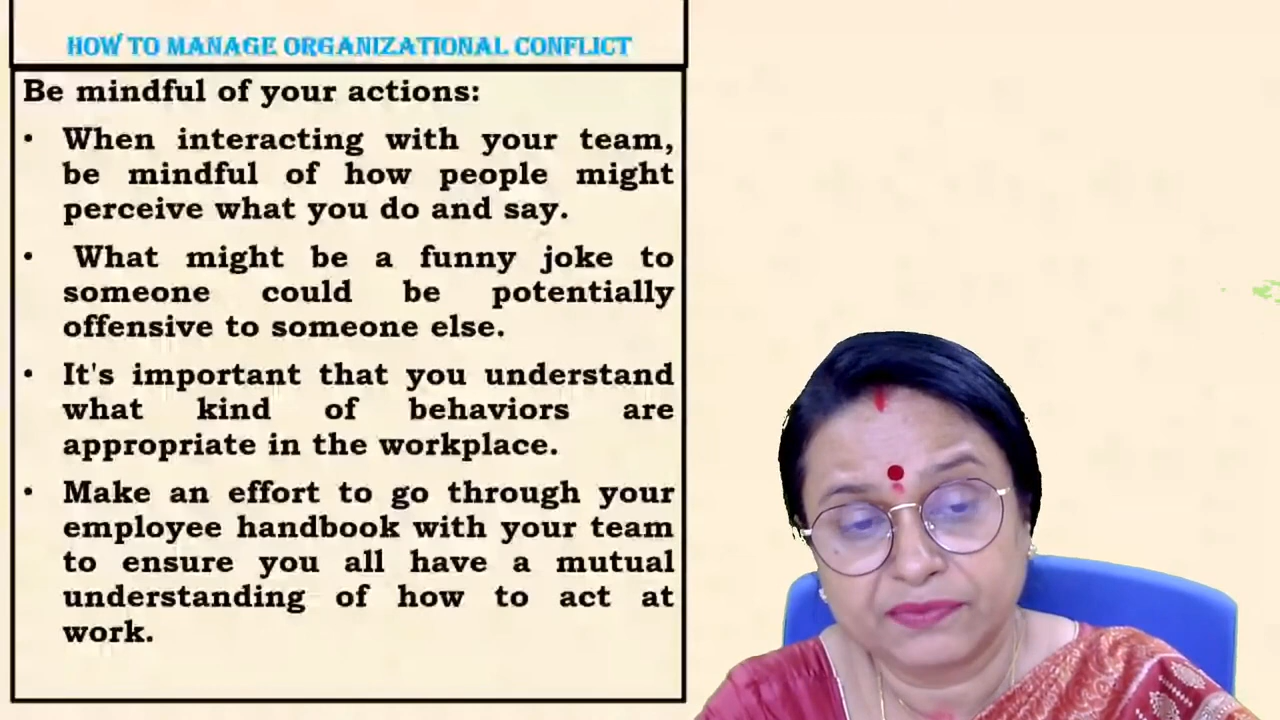 HOW TO MANAGE ORGANIZATIONAL CONFLICT
Be mindful of your actions:
• When interacting with your team,
be mindful of how people might
perceive what you do and say.
• What might be a funny joke to
someone could be potentially
offensive to someone else.
• It's important that you understand
what kind of behaviors are
appropriate in the workplace.
• Make an effort to go through your
employee handbook with your team
to ensure you all have a mutual
understanding of how to act at
work.